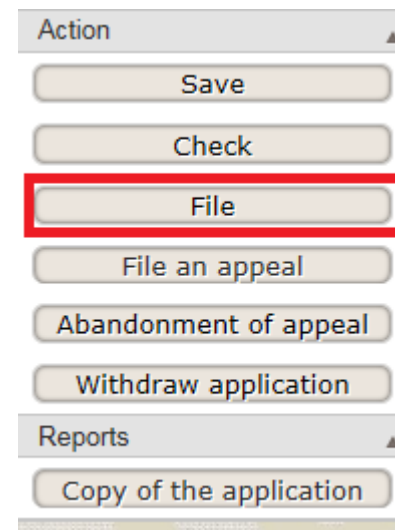 Action
Save
Check
File
File an appeal
Abandonment of appeal
Withdraw application
Reports
Copy of the application